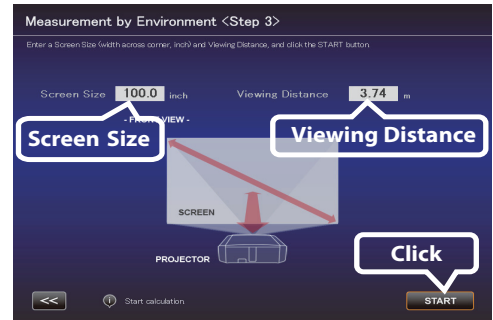 Measurement by Environment <Step 3>
Enter a Screen Size (width across corner, inch) and Viewing Distance, and click the START button
Screen Size 100.0 inch Viewing Distance 3.74 m
- FRONT VIEW -
Screen Size
Viewing Distance
SCREEN
PROJECTOR
Click
<< Start calculation. START